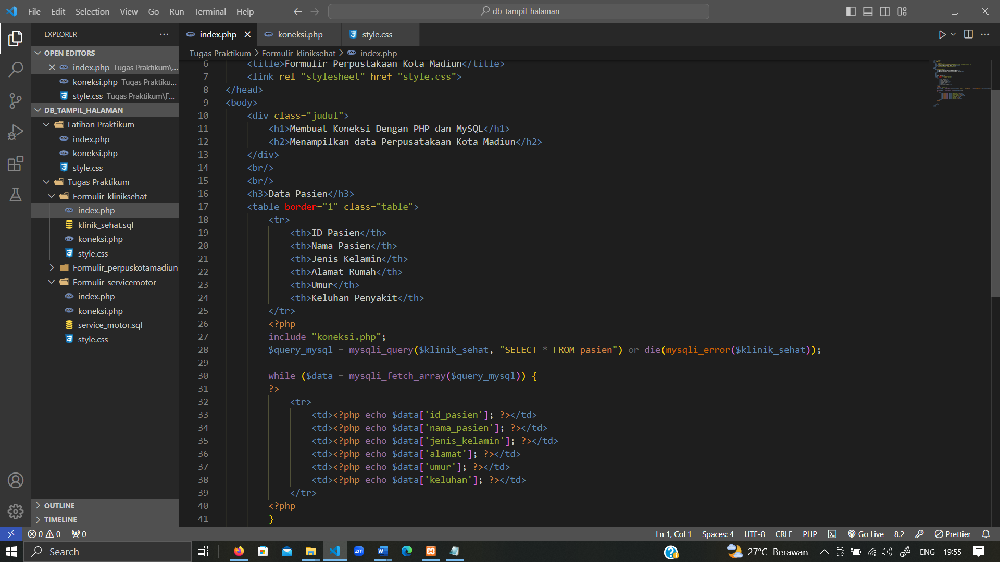 File Edit Selection View Go Run Terminal Help
db_tampil_halaman
EXPLORER
index.php
koneksi.php
style.css
OPEN EDITORS
index.php Tugas Praktikum\...
koneksi.php Tugas Praktiku...
style.css Tugas Praktikum\F...
DB_TAMPIL_HALAMAN
Latihan Praktikum
index.php
koneksi.php
style.css
Tugas Praktikum
Formulir_kliniksehat
index.php
klinik_sehat.sql
koneksi.php
style.css
Formulir_perpuskotamadiun
Formulir_servicemotor
index.php
koneksi.php
service_motor.sql
style.css
OUTLINE
TIMELINE
Tugas Praktikum > Formulir_kliniksehat > index.php
6 <title>Formulir Perpustakaan Kota Madiun</title>
7 <link rel="stylesheet" href="style.css">
8 </head>
9 <body>
10 <div class="judul">
11 <h1>Membuat Koneksi Dengan PHP dan MySQL</h1>
12 <h2>Menampilkan data Perpusatakaan Kota Madiun</h2>
13 </div>
14 <br/>
15 <br/>
16 <h3>Data Pasien</h3>
17 <table border="1" class="table">
18 <tr>
19 <th>ID Pasien</th>
20 <th>Nama Pasien</th>
21 <th>Jenis Kelamin</th>
22 <th>Alamat Rumah</th>
23 <th>Umur</th>
24 <th>Keluhan Penyakit</th>
25 </tr>
26 <?php
27 include "koneksi.php";
28 $query_mysql = mysqli_query($klinik_sehat, "SELECT * FROM pasien") or die(mysqli_error($klinik_sehat));
29
30 while ($data = mysqli_fetch_array($query_mysql)) {
31 ?>
32 <tr>
33 <td><?php echo $data['id_pasien']; ?></td>
34 <td><?php echo $data['nama_pasien']; ?></td>
35 <td><?php echo $data['jenis_kelamin']; ?></td>
36 <td><?php echo $data['alamat']; ?></td>
37 <td><?php echo $data['umur']; ?></td>
38 <td><?php echo $data['keluhan']; ?></td>
39 </tr>
40 <?php
41 }
0 0 0
Ln 1, Col 1 Spaces: 4 UTF-8 CRLF PHP Go Live 8.2 Prettier
Search
27°C Berawan ENG 19:55